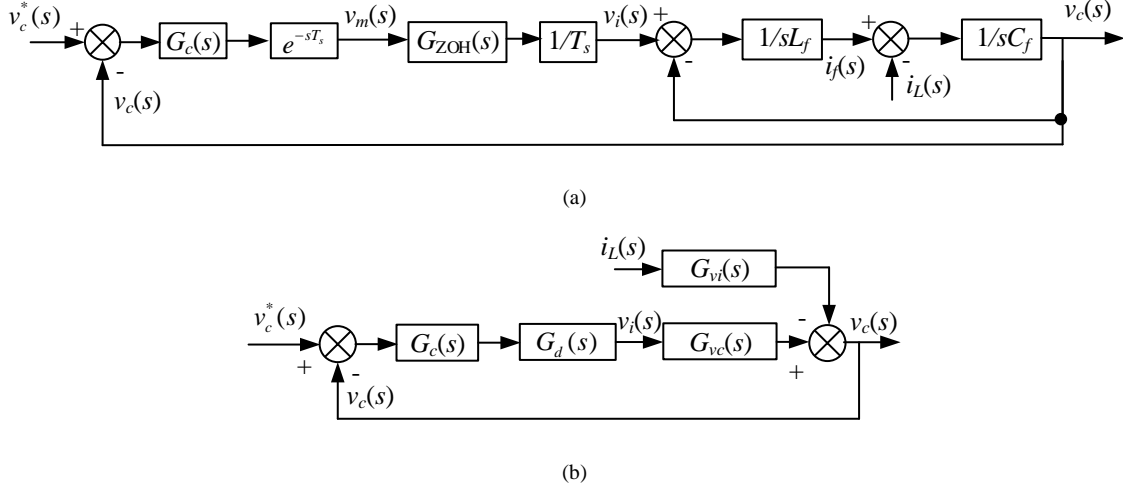 v_c^*(s) + - G_c(s) e^{-sT_s} v_m(s) G_ZOH(s) 1/T_s v_i(s) + - 1/sL_f i_f(s) + - i_L(s) 1/sC_f v_c(s)
v_c(s)
(a)
i_L(s) G_vi(s)
v_c^*(s) + - G_c(s) G_d(s) v_i(s) G_vc(s) - + v_c(s)
v_c(s)
(b)